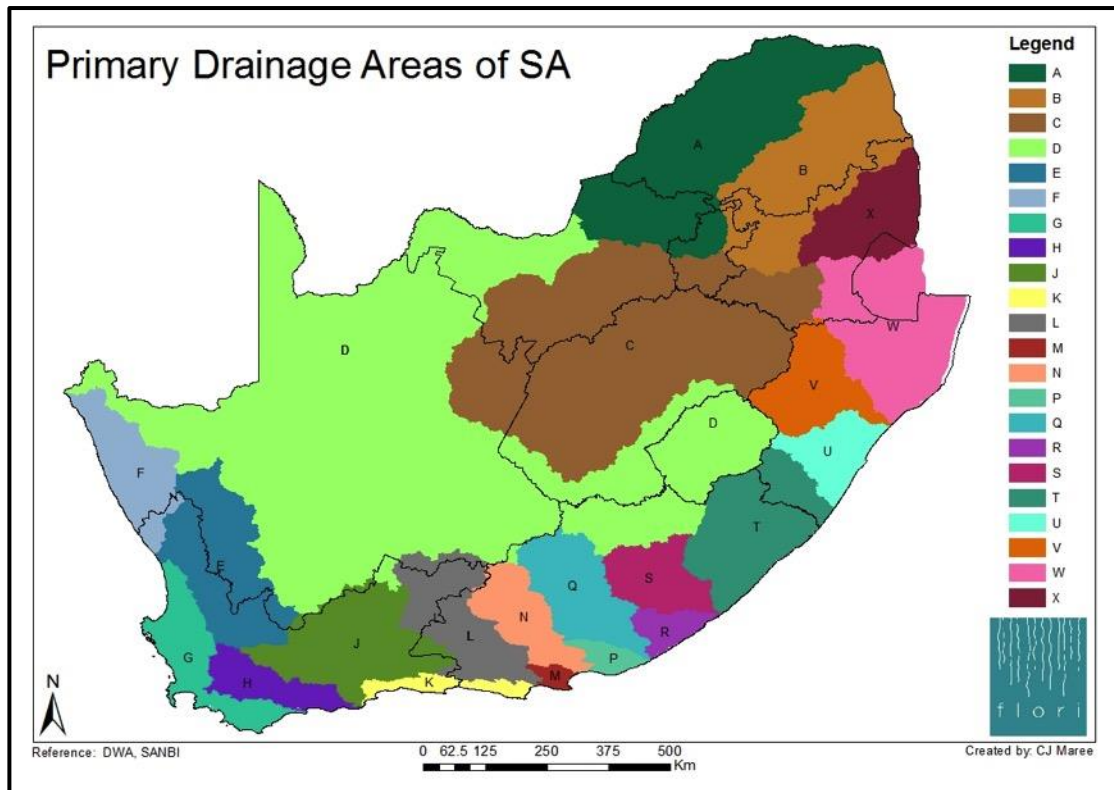 Primary Drainage Areas of SA
Legend
A
B
C
D
E
F
G
H
J
K
L
M
N
P
Q
R
S
T
U
V
W
X
A
B
X
D
C
W
V
D
U
F
T
E
Q
S
N
J
L
R
G
P
H
K
M
N
flori
Reference: DWA, SANBI
0 62.5 125 250 375 500
Km
Created by: CJ Maree